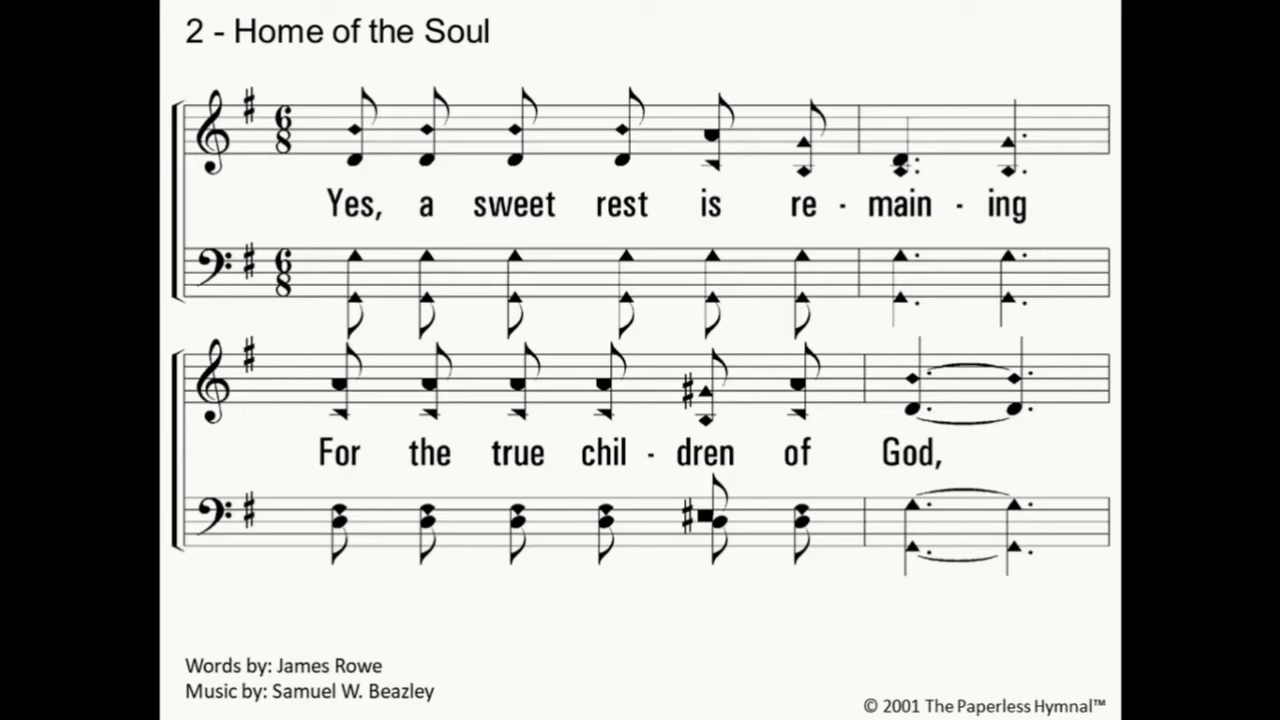 2 - Home of the Soul
6 8
Yes, a sweet rest is re - main - ing
6 8
For the true chil - dren of God,
Words by: James Rowe
Music by: Samuel W. Beazley
© 2001 The Paperless Hymnal™